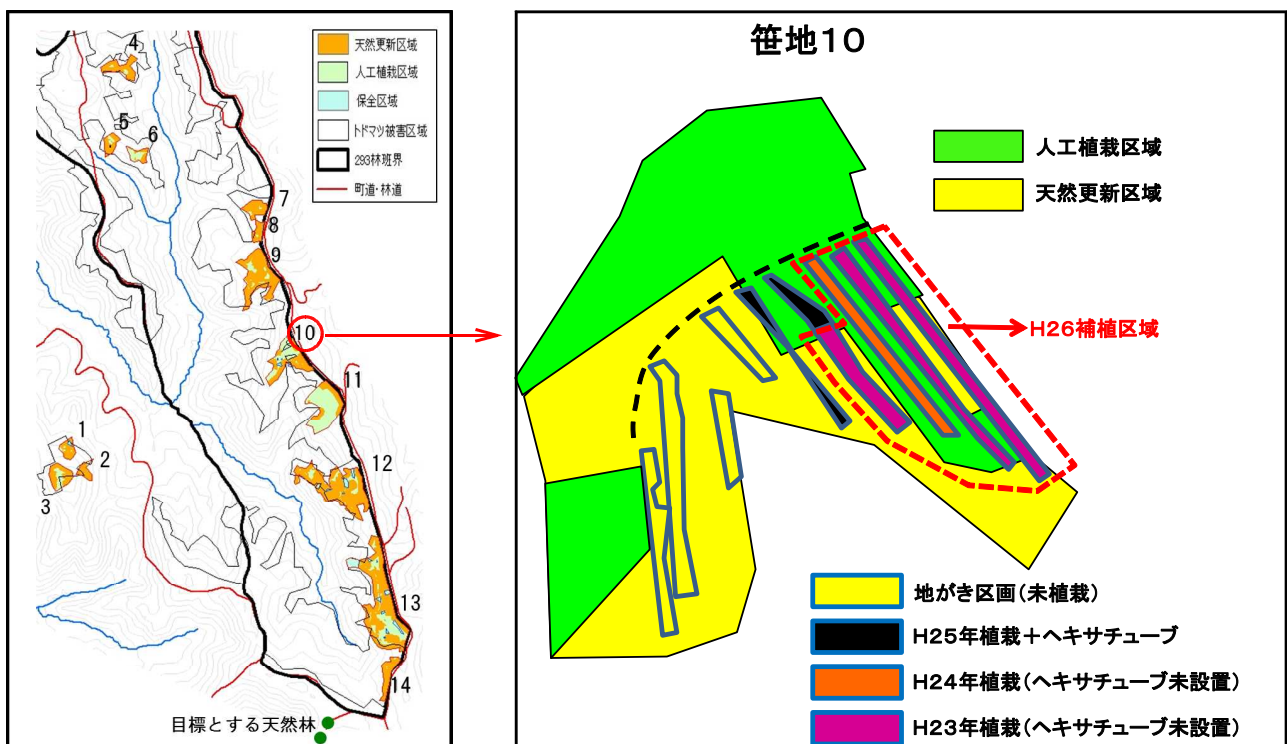 天然更新区域
人工植栽区域
保全区域
トドマツ被害区域
293林班界
町道・林道
4
5
6
7
8
9
10
11
1
2
3
12
13
14
目標とする天然林
笹地10
人工植栽区域
天然更新区域
H26補植区域
地がき区画(未植栽)
H25年植栽+ヘキサチューブ
H24年植栽(ヘキサチューブ未設置)
H23年植栽(ヘキサチューブ未設置)